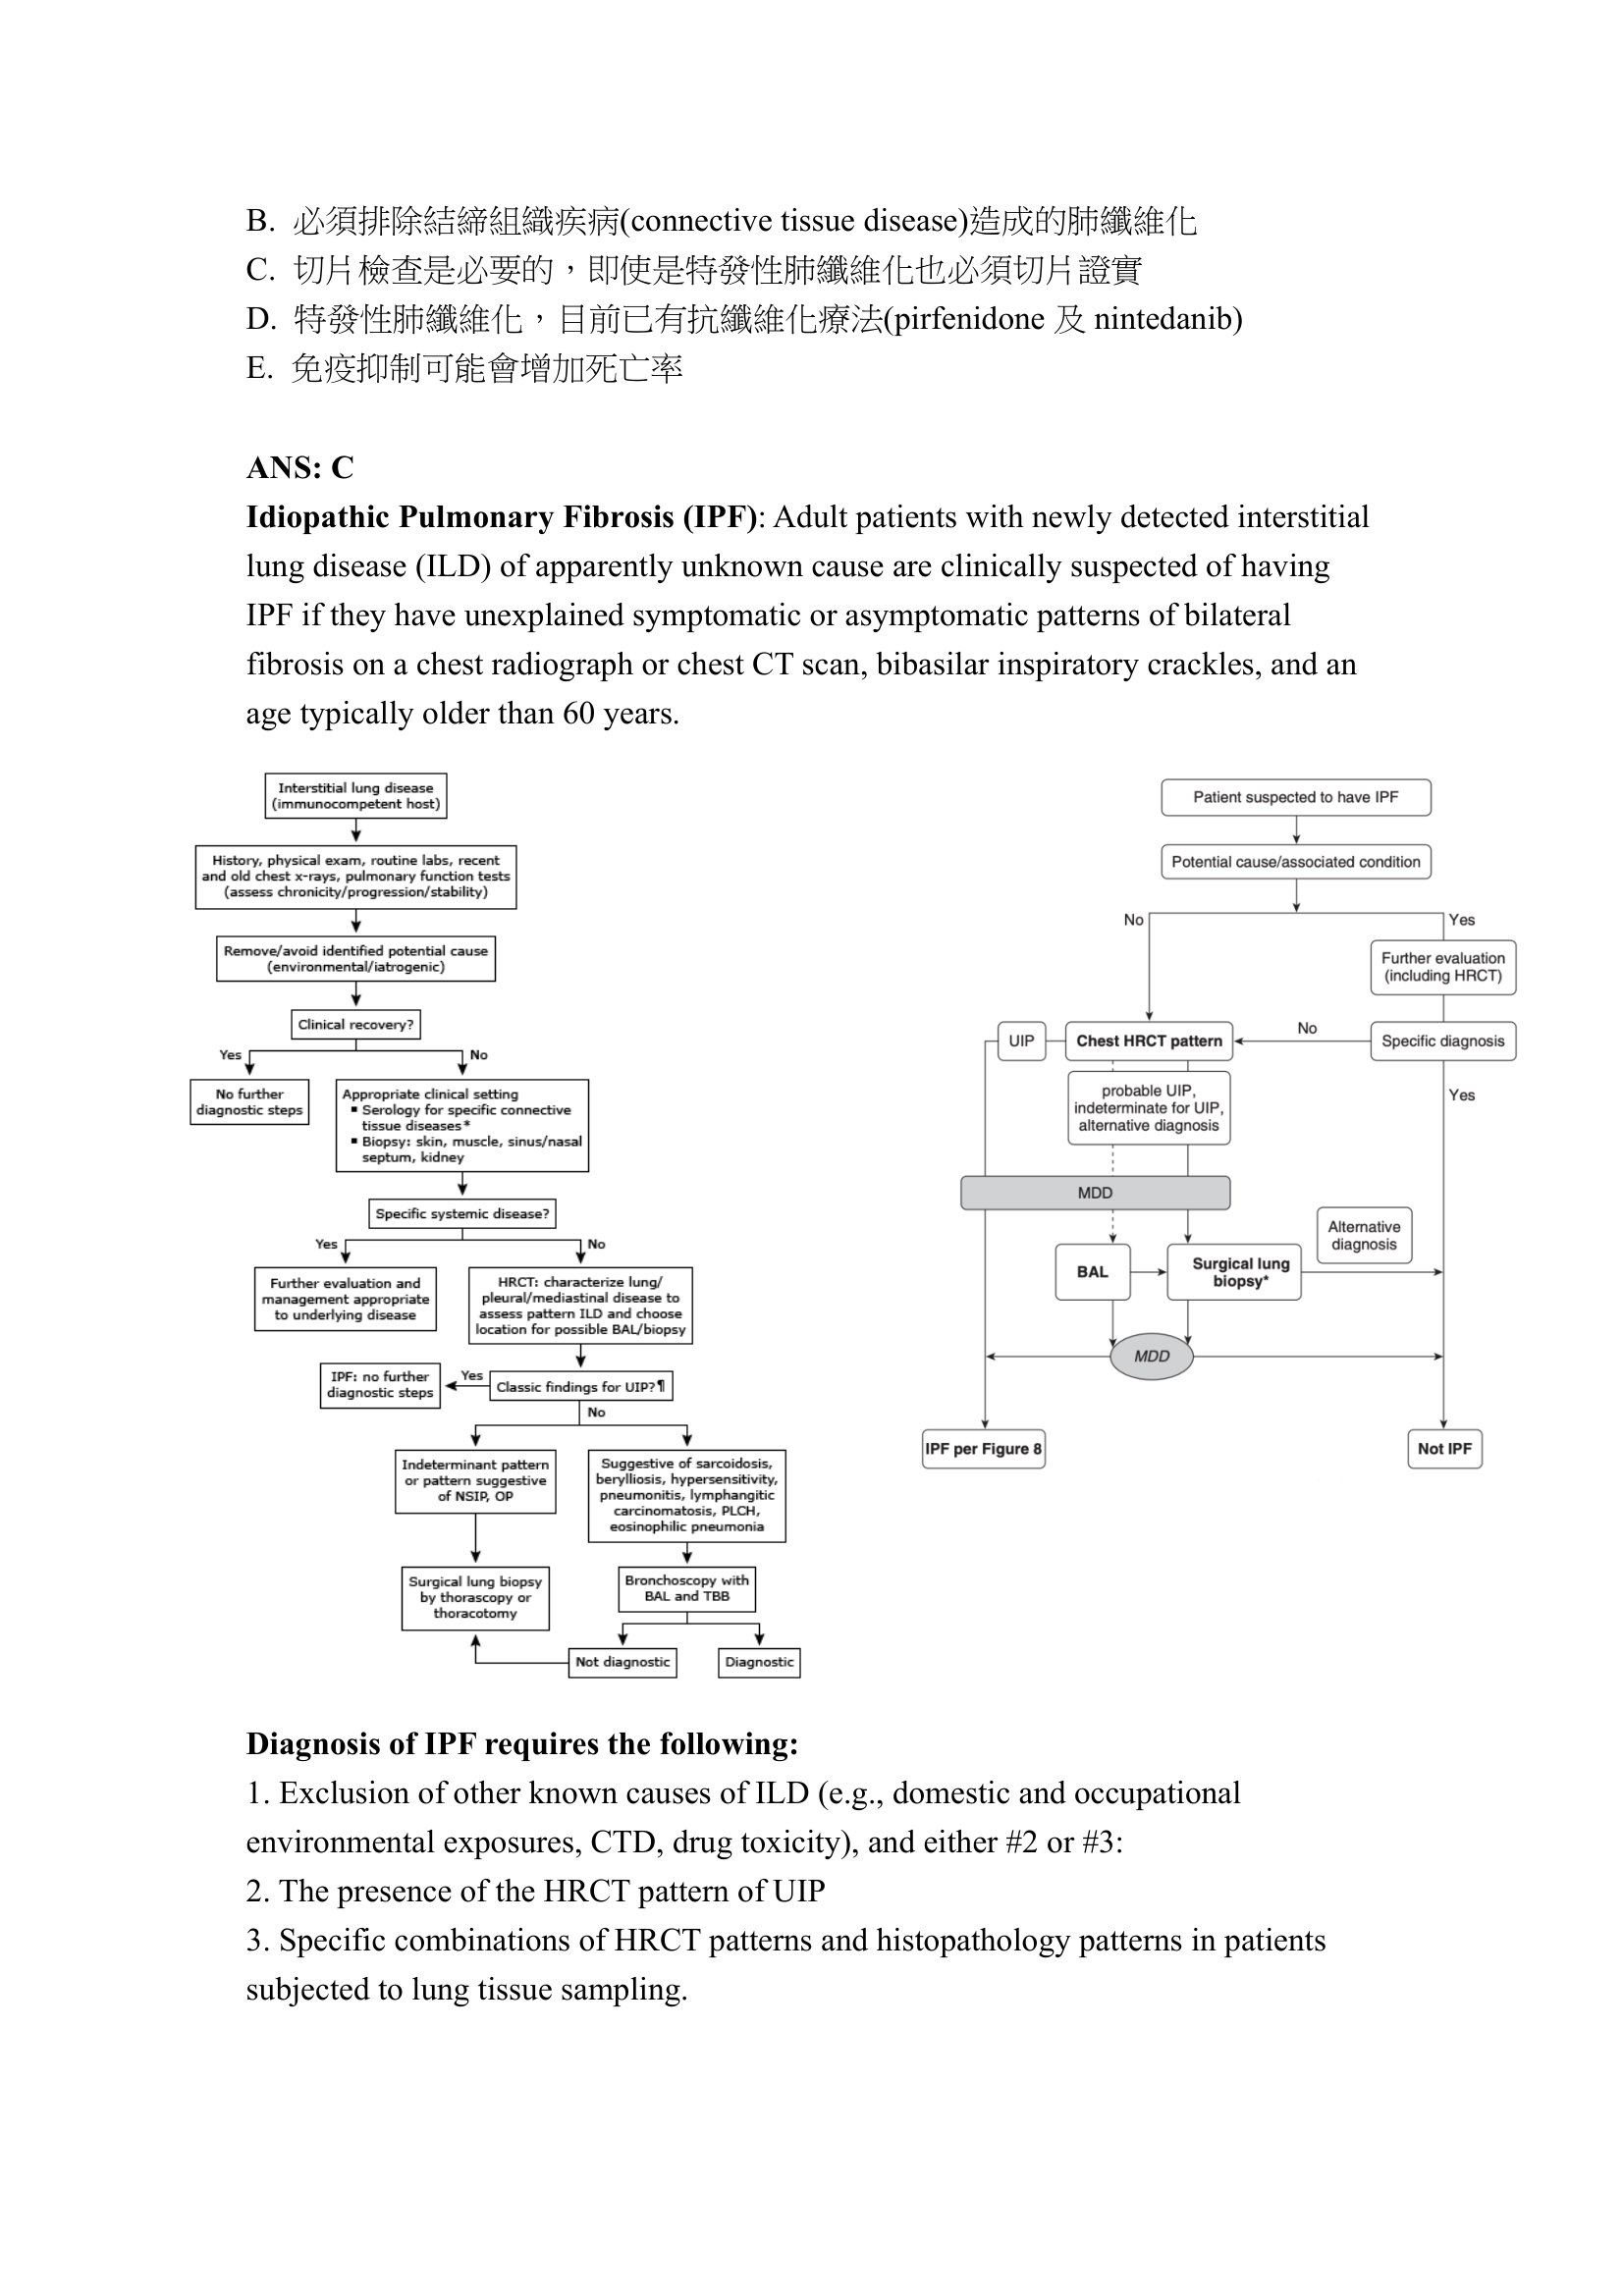 B. 必須排除結締組織疾病(connective tissue disease)造成的肺纖維化
C. 切片檢查是必要的，即使是特發性肺纖維化也必須切片證實
D. 特發性肺纖維化，目前已有抗纖維化療法(pirfenidone 及 nintedanib)
E. 免疫抑制可能會增加死亡率
ANS: C
Idiopathic Pulmonary Fibrosis (IPF): Adult patients with newly detected interstitial
lung disease (ILD) of apparently unknown cause are clinically suspected of having
IPF if they have unexplained symptomatic or asymptomatic patterns of bilateral
fibrosis on a chest radiograph or chest CT scan, bibasilar inspiratory crackles, and an
age typically older than 60 years.
Interstitial lung disease
(immunocompetent host)
History, physical exam, routine labs, recent
and old chest x-rays, pulmonary function tests
(assess chronicity/progression/stability)
Remove/avoid identified potential cause
(environmental/iatrogenic)
Clinical recovery?
Yes
No
No further
diagnostic steps
Appropriate clinical setting
▪ Serology for specific connective
tissue diseases*
▪ Biopsy: skin, muscle, sinus/nasal
septum, kidney
Specific systemic disease?
Yes
No
Further evaluation and
management appropriate
to underlying disease
HRCT: characterize lung/
pleural/mediastinal disease to
assess pattern ILD and choose
location for possible BAL/biopsy
IPF: no further
diagnostic steps
Yes
Classic findings for UIP?¶
No
Indeterminant pattern
or pattern suggestive
of NSIP, OP
Suggestive of sarcoidosis,
berylliosis, hypersensitivity,
pneumonitis, lymphangitic
carcinomatosis, PLCH,
eosinophilic pneumonia
Surgical lung biopsy
by thorascopy or
thoracotomy
Bronchoscopy with
BAL and TBB
Not diagnostic
Diagnostic
Patient suspected to have IPF
Potential cause/associated condition
No
Yes
Further evaluation
(including HRCT)
UIP
Chest HRCT pattern
No
Specific diagnosis
probable UIP,
indeterminate for UIP,
alternative diagnosis
Yes
MDD
Alternative
diagnosis
BAL
Surgical lung
biopsy*
MDD
IPF per Figure 8
Not IPF
Diagnosis of IPF requires the following:
1. Exclusion of other known causes of ILD (e.g., domestic and occupational
environmental exposures, CTD, drug toxicity), and either #2 or #3:
2. The presence of the HRCT pattern of UIP
3. Specific combinations of HRCT patterns and histopathology patterns in patients
subjected to lung tissue sampling.